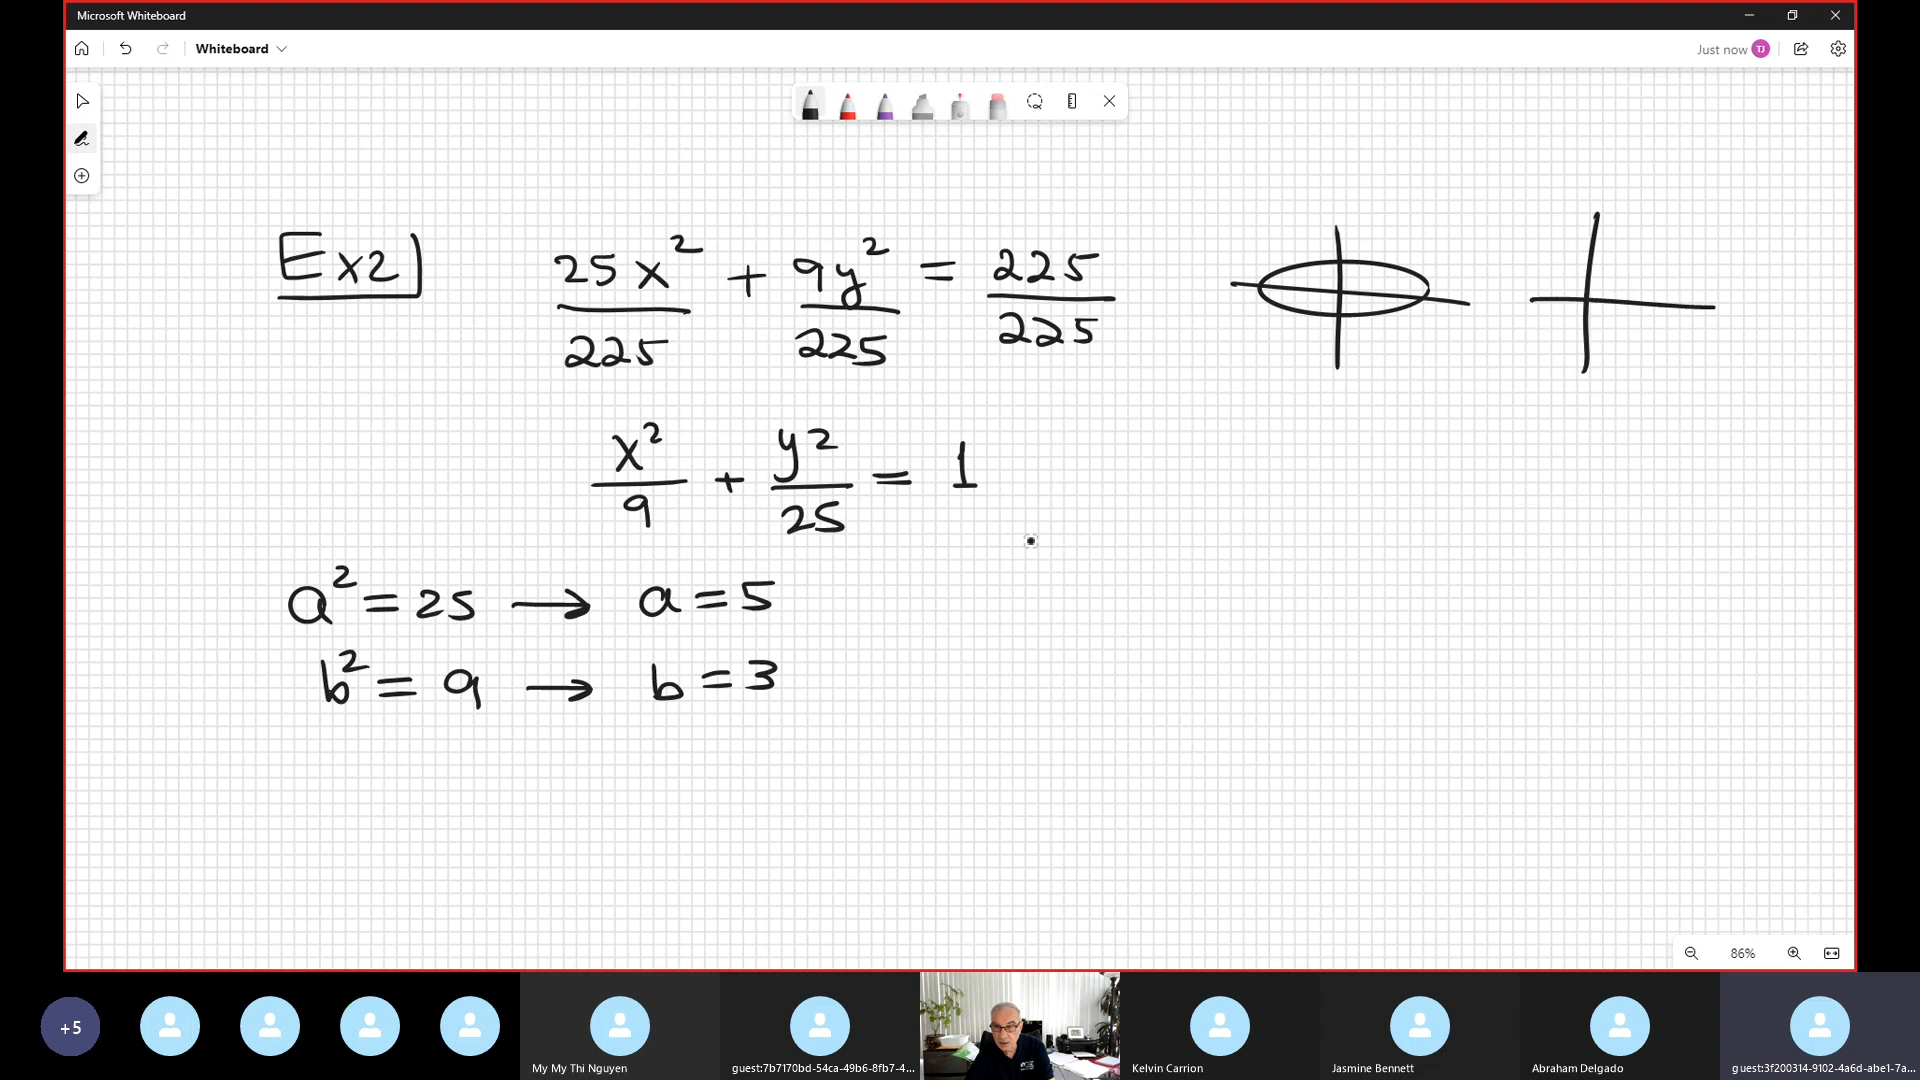 Microsoft Whiteboard
Whiteboard
Just now TJ
Ex2
25x² + 9y² = 225
225 225 225
x² + y² = 1
9 25
a² = 25 → a = 5
b² = 9 → b = 3
86%
+5
My My Thi Nguyen
guest:7b7170bd-54ca-49b6-8fb7-4...
Kelvin Carrion
Jasmine Bennett
Abraham Delgado
guest:3f200314-9102-4a6d-abe1-7a...